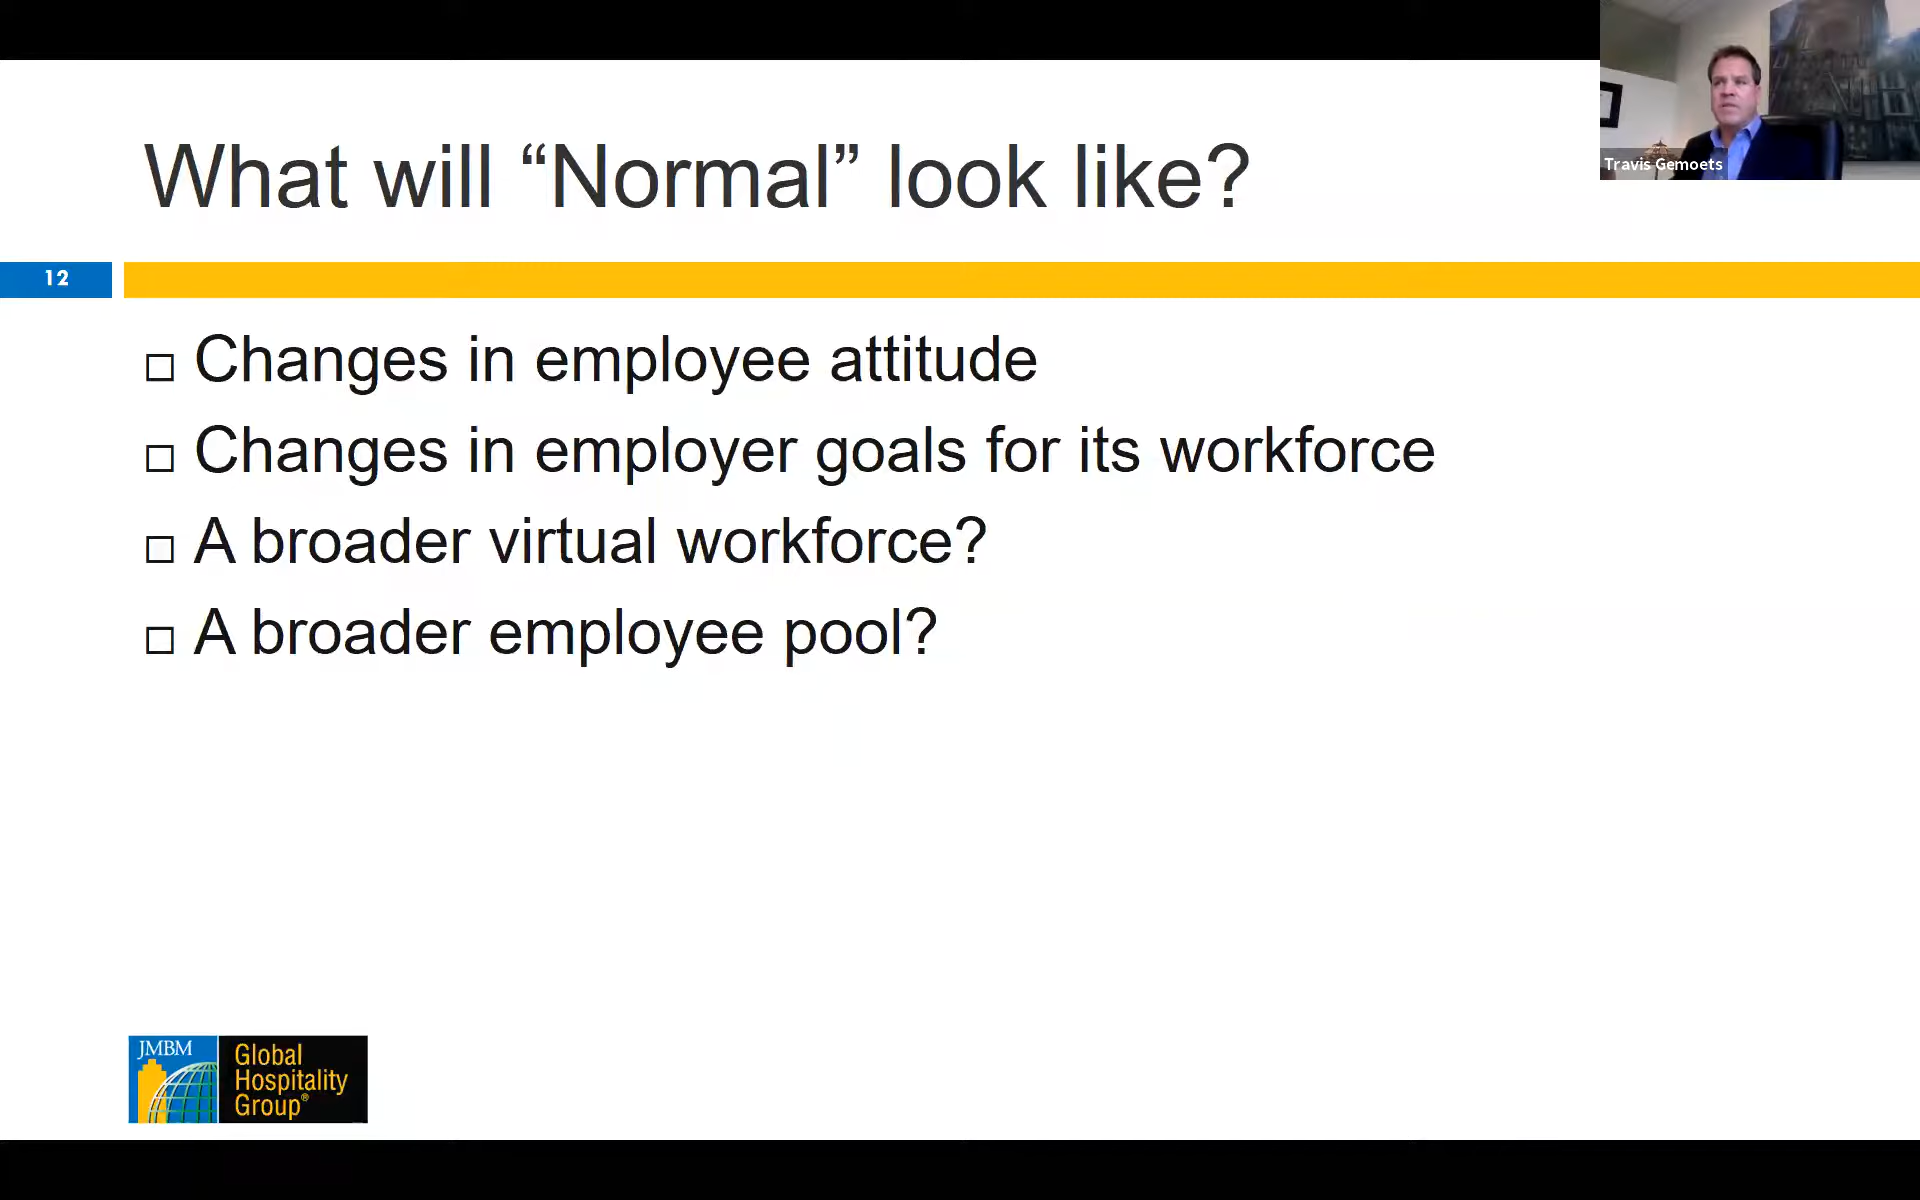 What will “Normal” look like?
Travis Gemoets
12
Changes in employee attitude
Changes in employer goals for its workforce
A broader virtual workforce?
A broader employee pool?
JMBM
Global
Hospitality
Group®